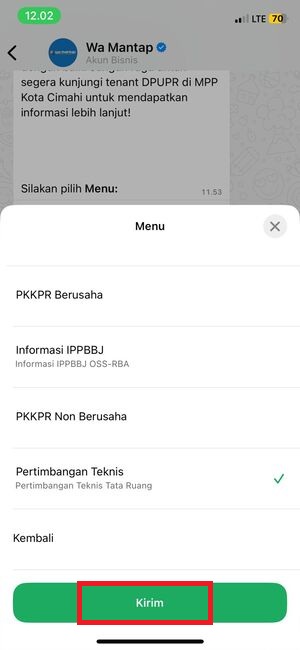 12.02
LTE 70
Wa Mantap
Akun Bisnis
segera kunjungi tenant DPUPR di MPP
Kota Cimahi untuk mendapatkan
informasi lebih lanjut!
Silakan pilih Menu:
11.53
Menu
PKKPR Berusaha
Informasi IPPBBJ
Informasi IPPBBJ OSS-RBA
PKKPR Non Berusaha
Pertimbangan Teknis
Pertimbangan Teknis Tata Ruang
Kembali
Kirim